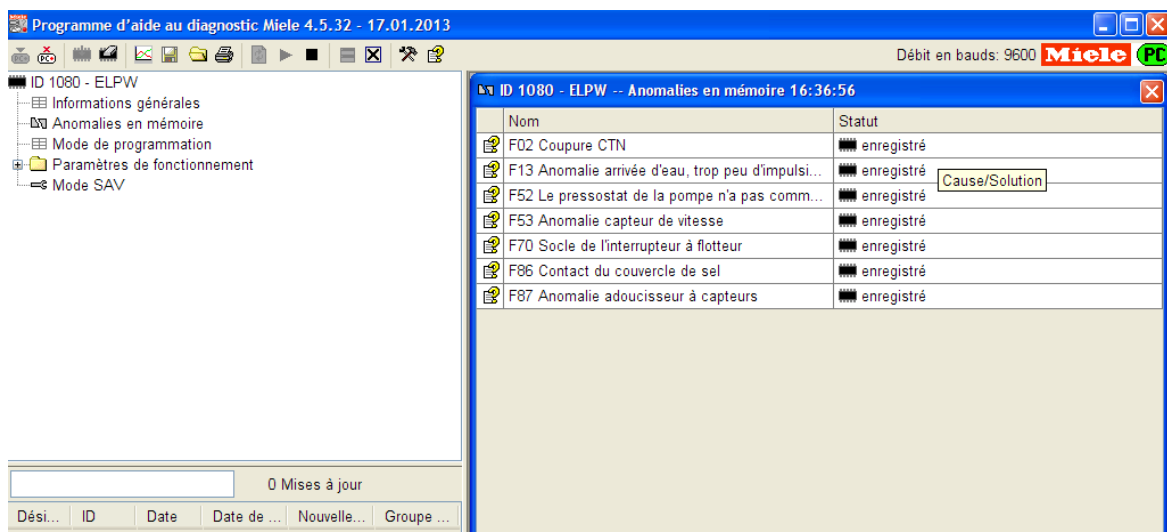 Programme d'aide au diagnostic Miele 4.5.32 - 17.01.2013
Débit en bauds: 9600 Miele PC
ID 1080 - ELPW
Informations générales
Anomalies en mémoire
Mode de programmation
Paramètres de fonctionnement
Mode SAV
0 Mises à jour
Dési... ID Date Date de ... Nouvelle... Groupe ...
ID 1080 - ELPW -- Anomalies en mémoire 16:36:56
Nom Statut
F02 Coupure CTN enregistré
F13 Anomalie arrivée d'eau, trop peu d'impulsi... enregistré
Cause/Solution
F52 Le pressostat de la pompe n'a pas comm... enregistré
F53 Anomalie capteur de vitesse enregistré
F70 Socle de l'interrupteur à flotteur enregistré
F86 Contact du couvercle de sel enregistré
F87 Anomalie adoucisseur à capteurs enregistré